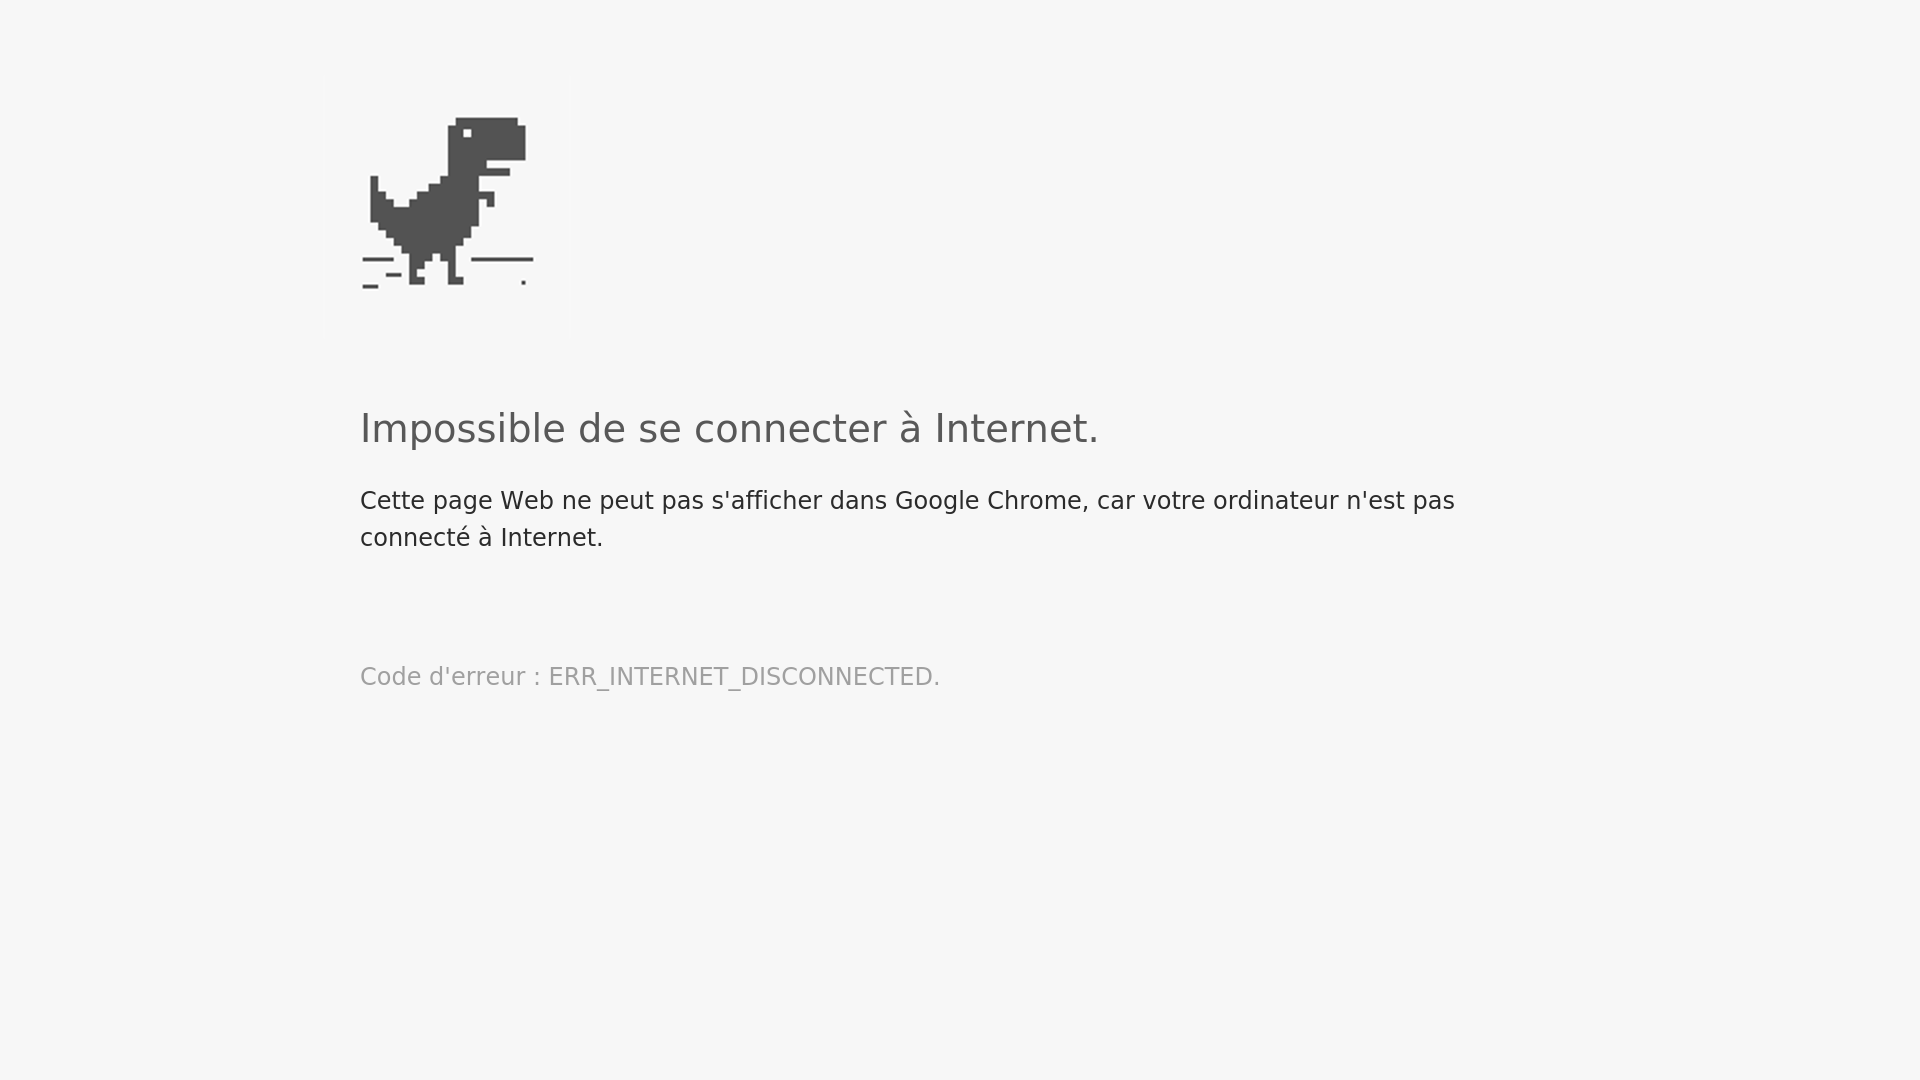 Impossible de se connecter à Internet.
Cette page Web ne peut pas s'afficher dans Google Chrome, car votre ordinateur n'est pas
connecté à Internet.
Code d'erreur : ERR_INTERNET_DISCONNECTED.